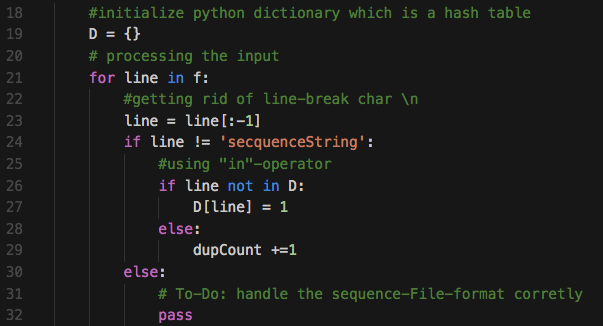 18 #initialize python dictionary which is a hash table
19 D = {}
20 # processing the input
21 for line in f:
22 #getting rid of line-break char \n
23 line = line[:-1]
24 if line != 'secquenceString':
25 #using "in"-operator
26 if line not in D:
27 D[line] = 1
28 else:
29 dupCount +=1
30 else:
31 # To-Do: handle the sequence-File-format corretly
32 pass